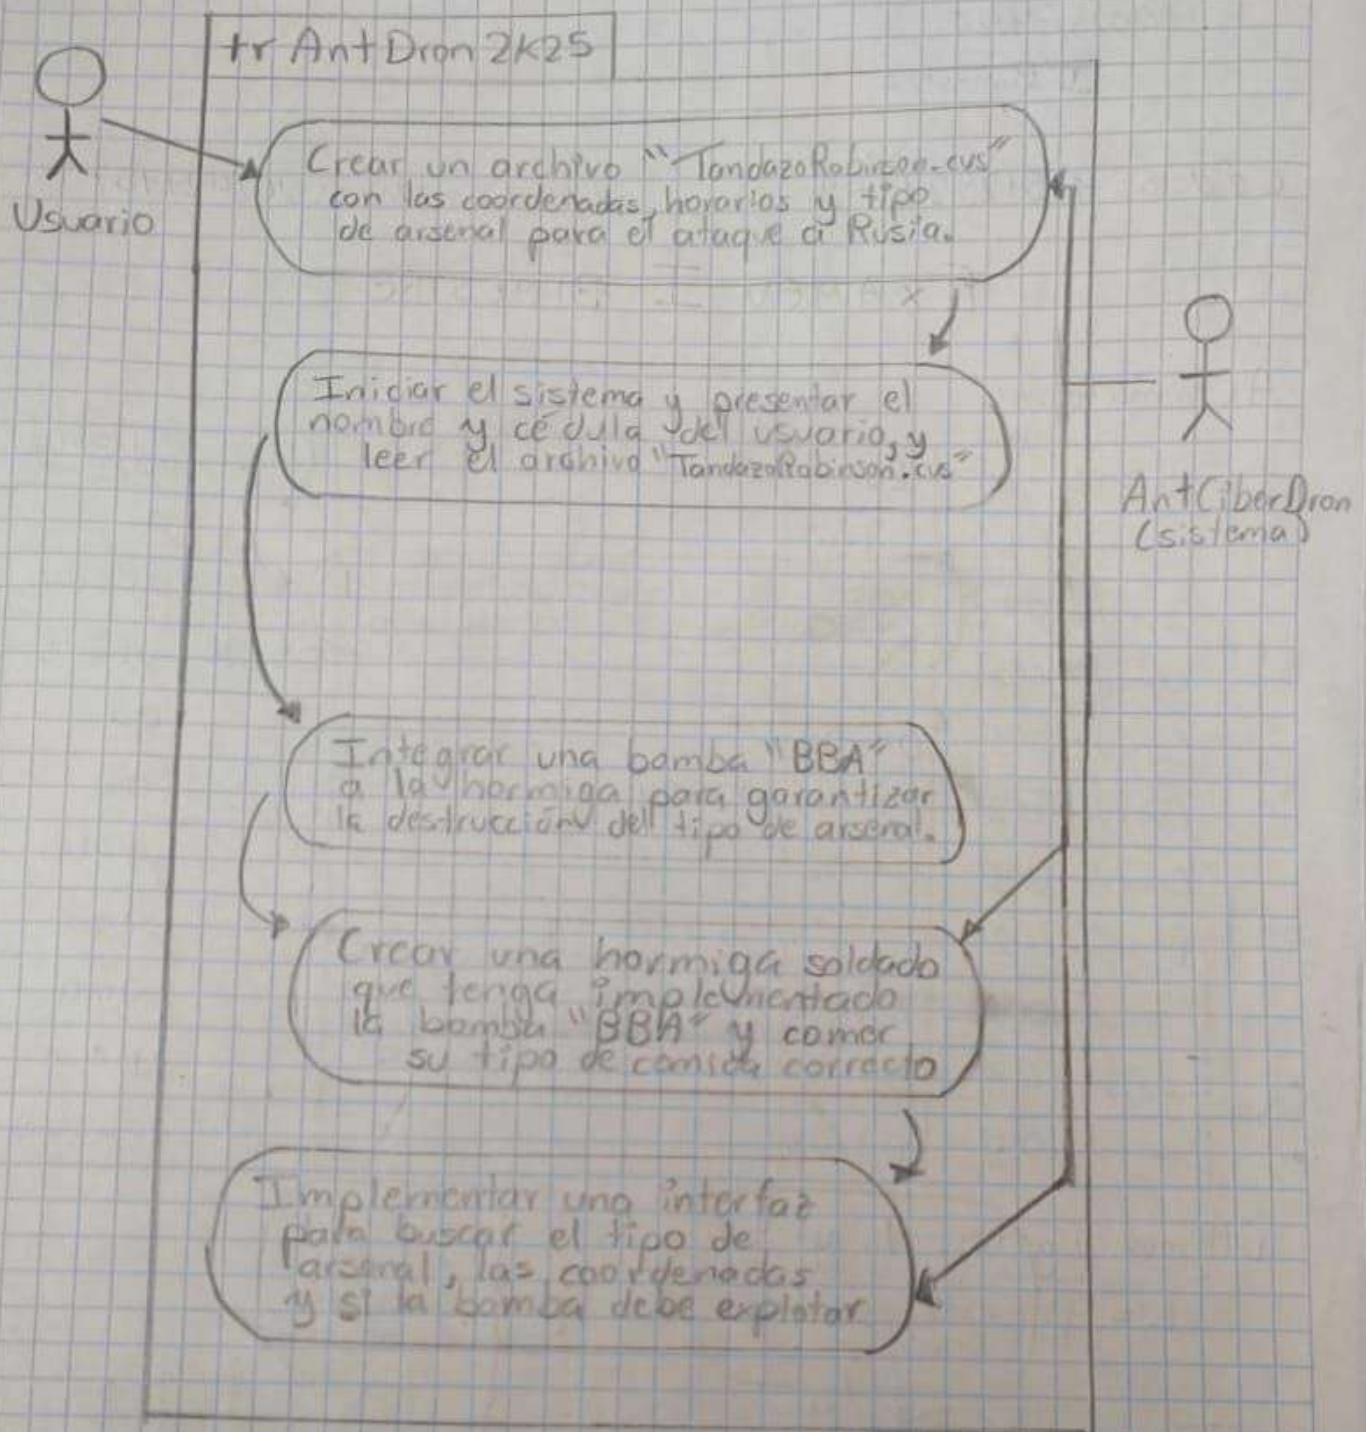 tr AntDron 2K25
Usuario
Crear un archivo "TandazoRobinson.cvs"
con las coordenadas, horarios y tipo
de arsenal para el ataque a Rusia.
Iniciar el sistema y presentar el
nombre y cédula del usuario, y
leer el archivo "TandazoRobinson.cvs"
AntCiberDron
(sistema)
Integrar una bomba "BBA"
a la hormiga para garantizar
la destrucción del tipo de arsenal.
Crear una hormiga soldado
que tenga implementado
la bomba "BBA" y comer
su tipo de comida correcto
Implementar una interfaz
para buscar el tipo de
arsenal, las coordenadas
y si la bomba debe explotar